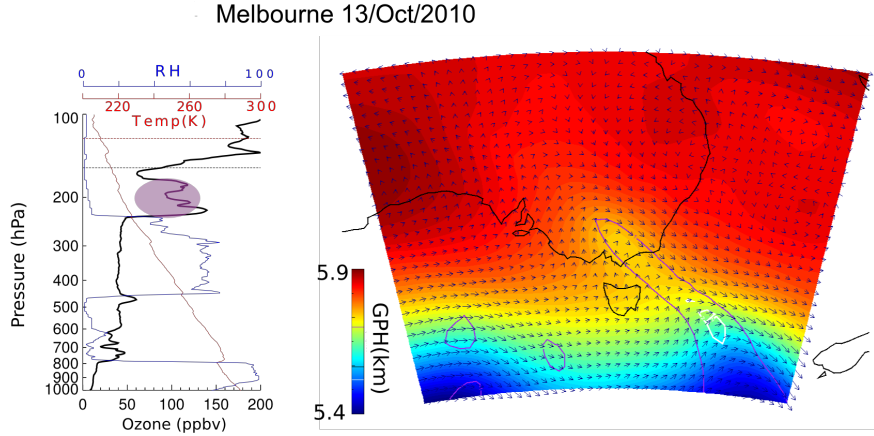 Melbourne 13/Oct/2010
0 RH 100
220 260 300
Temp(K)
100
200
300
400
500
600
700
800
900
1000
Pressure (hPa)
0 50 100 150 200
Ozone (ppbv)
5.9
GPH(km)
5.4